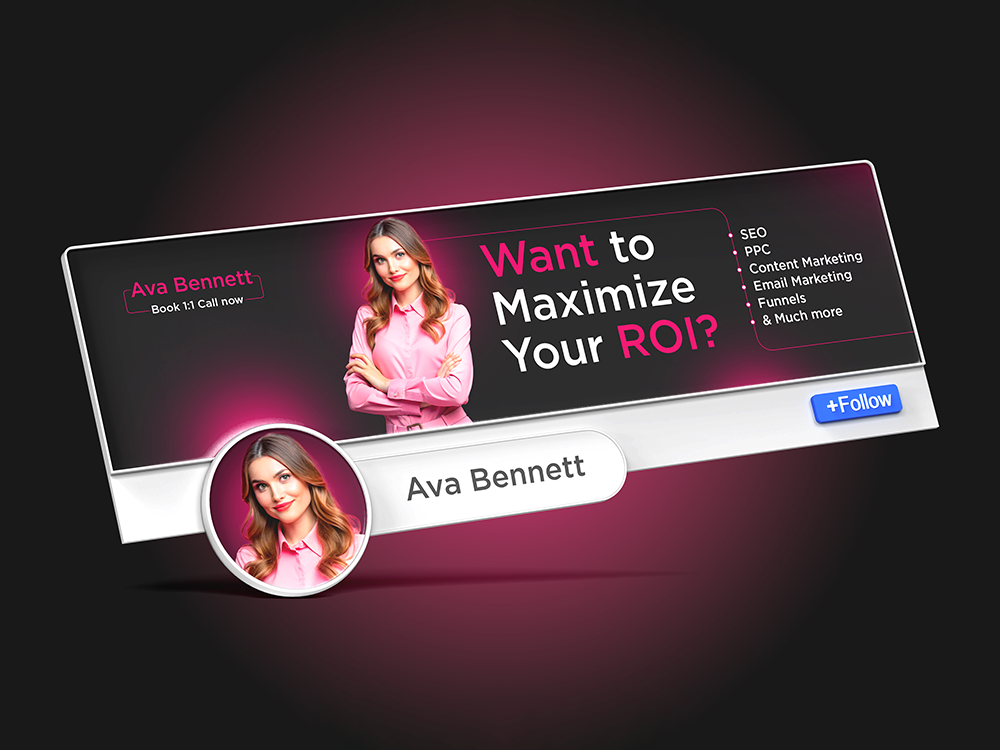 Ava Bennett
Book 1:1 Call now
Want to
Maximize
Your ROI?
SEO
PPC
Content Marketing
Email Marketing
Funnels
& Much more
+Follow
Ava Bennett